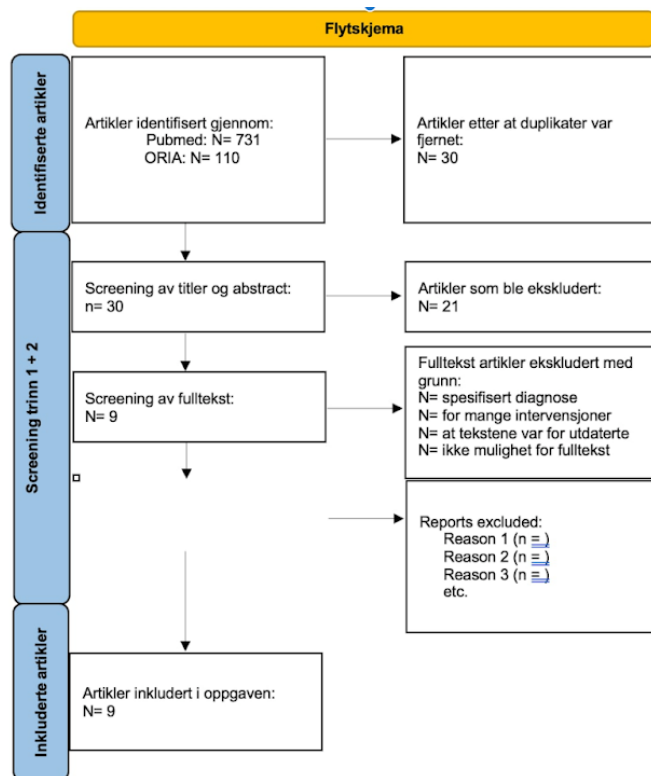 Flytskjema
Identifiserte artikler
Artikler identifisert gjennom:
Pubmed: N= 731
ORIA: N= 110
Artikler etter at duplikater var
fjernet:
N= 30
Screening trinn 1 + 2
Screening av titler og abstract:
n= 30
Artikler som ble ekskludert:
N= 21
Screening av fulltekst:
N= 9
Fulltekst artikler ekskludert med
grunn:
N= spesifisert diagnose
N= for mange intervensjoner
N= at tekstene var for utdaterte
N= ikke mulighet for fulltekst
Reports excluded:
Reason 1 (n = )
Reason 2 (n = )
Reason 3 (n = )
etc.
Inkluderte artikler
Artikler inkludert i oppgaven:
N= 9